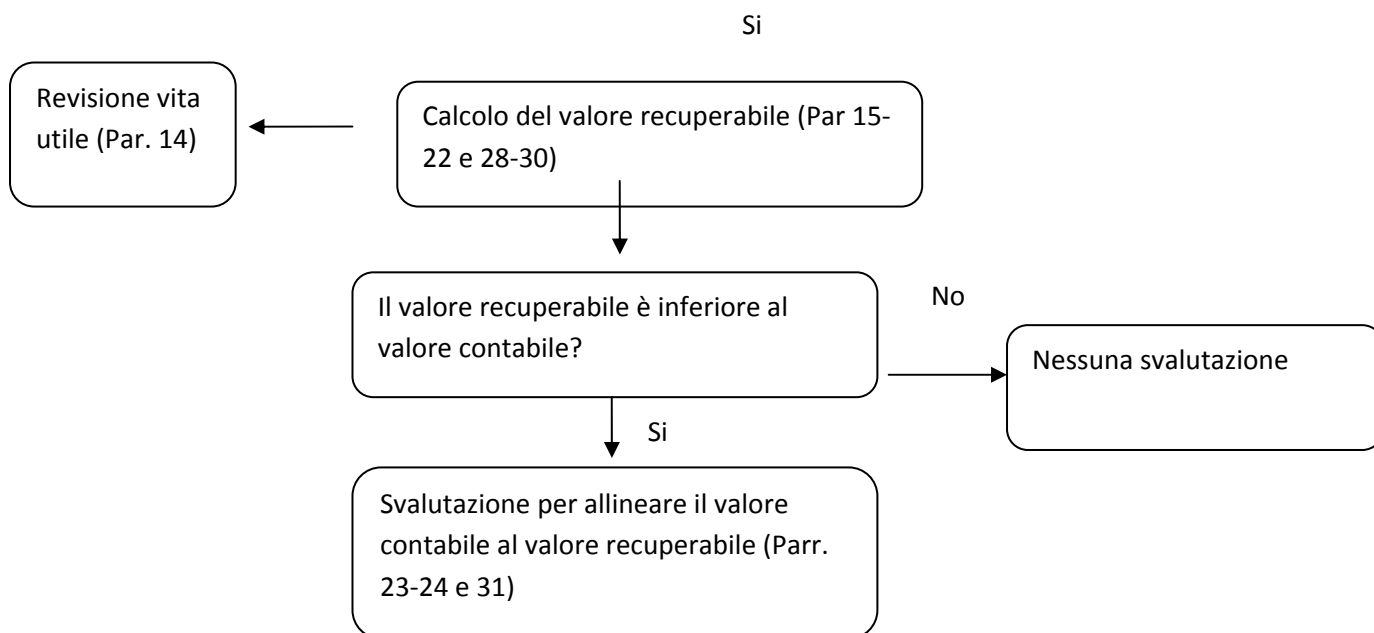 Si
Revisione vita
utile (Par. 14)
Calcolo del valore recuperabile (Par 15-
22 e 28-30)
Il valore recuperabile è inferiore al
valore contabile?
No
Nessuna svalutazione
Si
Svalutazione per allineare il valore
contabile al valore recuperabile (Parr.
23-24 e 31)